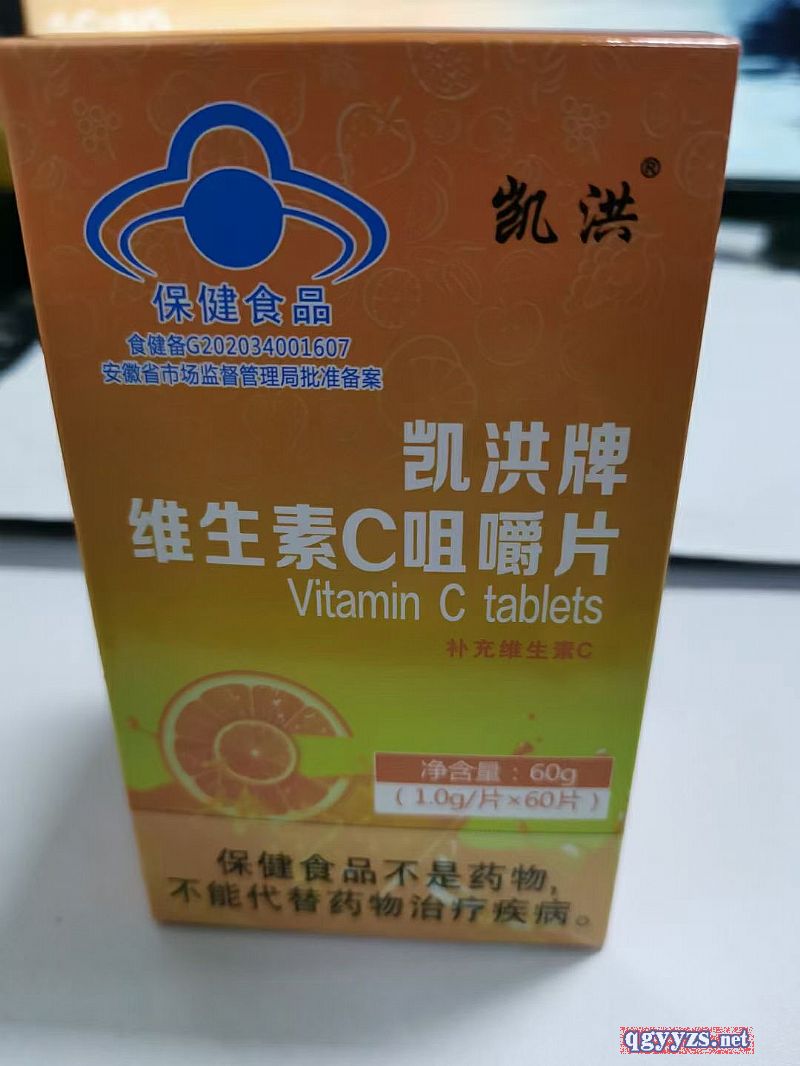 凯洪®
保健食品
食健备G202034001607
安徽省市场监督管理局批准备案
凯洪牌
维生素C咀嚼片
Vitamin C tablets
补充维生素C
净含量：60g
（1.0g/片×60片）
保健食品不是药物,
不能代替药物治疗疾病。
qgyyzs.net